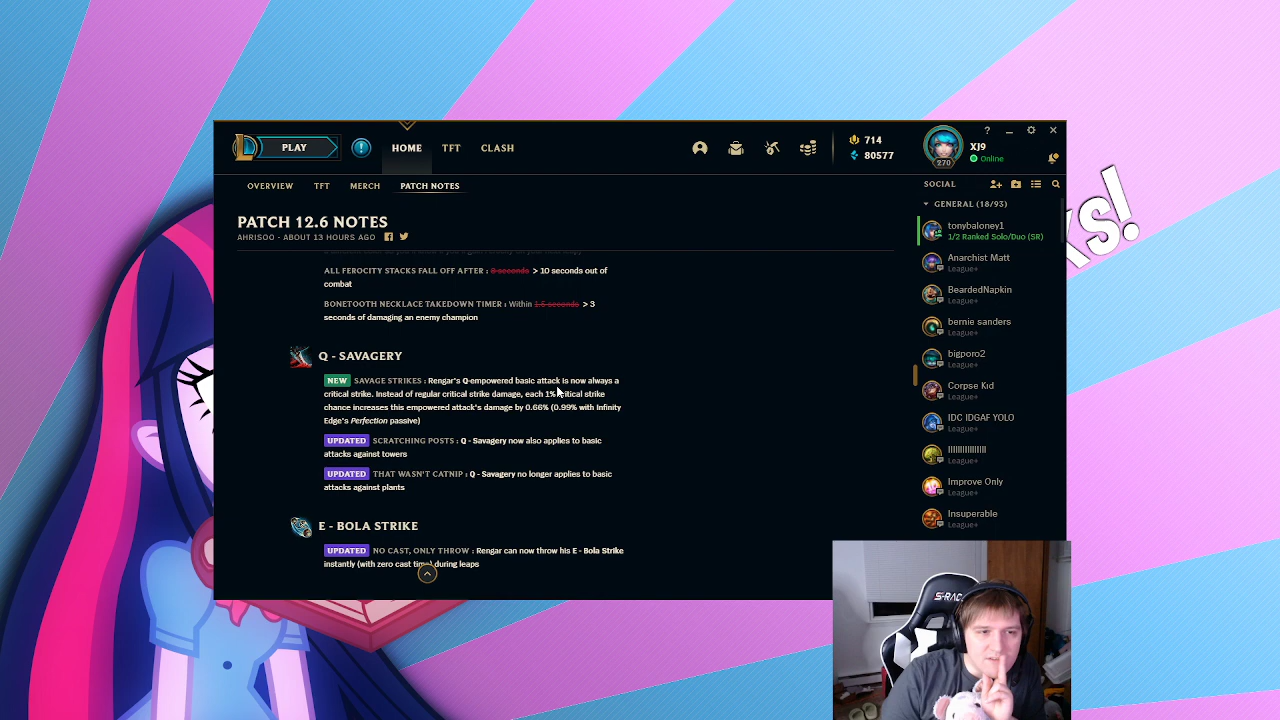 PLAY
HOME
TFT
CLASH
714
80577
270
XJ9
Online
?
OVERVIEW
TFT
MERCH
PATCH NOTES
SOCIAL
GENERAL (18/93)
PATCH 12.6 NOTES
AHRISOO - ABOUT 13 HOURS AGO
ALL FEROCITY STACKS FALL OFF AFTER : 8 seconds > 10 seconds out of
combat
BONETOOTH NECKLACE TAKEDOWN TIMER : Within 1.5 seconds > 3
seconds of damaging an enemy champion
Q - SAVAGERY
NEW SAVAGE STRIKES : Rengar's Q-empowered basic attack is now always a
critical strike. Instead of regular critical strike damage, each 1% critical strike
chance increases this empowered attack's damage by 0.66% (0.99% with Infinity
Edge's Perfection passive)
UPDATED SCRATCHING POSTS : Q - Savagery now also applies to basic
attacks against towers
UPDATED THAT WASN'T CATNIP : Q - Savagery no longer applies to basic
attacks against plants
E - BOLA STRIKE
UPDATED NO CAST, ONLY THROW : Rengar can now throw his E - Bola Strike
instantly (with zero cast time) during leaps
tonybaloney1
1/2 Ranked Solo/Duo (SR)
Anarchist Matt
League+
BeardedNapkin
League+
bernie sanders
League+
bigporo2
League+
Corpse Kid
League+
IDC IDGAF YOLO
League+
League+
Improve Only
League+
Insuperable
League+
ks!
S-RAC